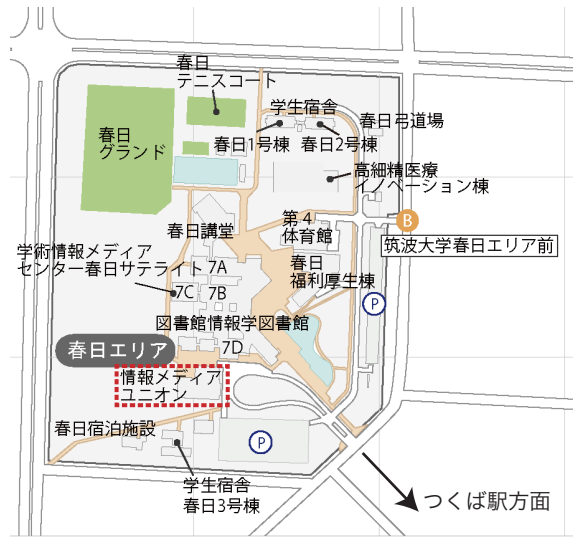 春日
テニスコート
春日
グランド
学生宿舎
春日1号棟
春日2号棟
春日弓道場
高細精医療
イノベーション棟
B
筑波大学春日エリア前
第4
体育館
春日講堂
春日
福利厚生棟
学術情報メディア
センター春日サテライト
7A
7C
7B
P
図書館情報学図書館
7D
春日エリア
情報メディア
ユニオン
春日宿泊施設
P
学生宿舎
春日3号棟
つくば駅方面